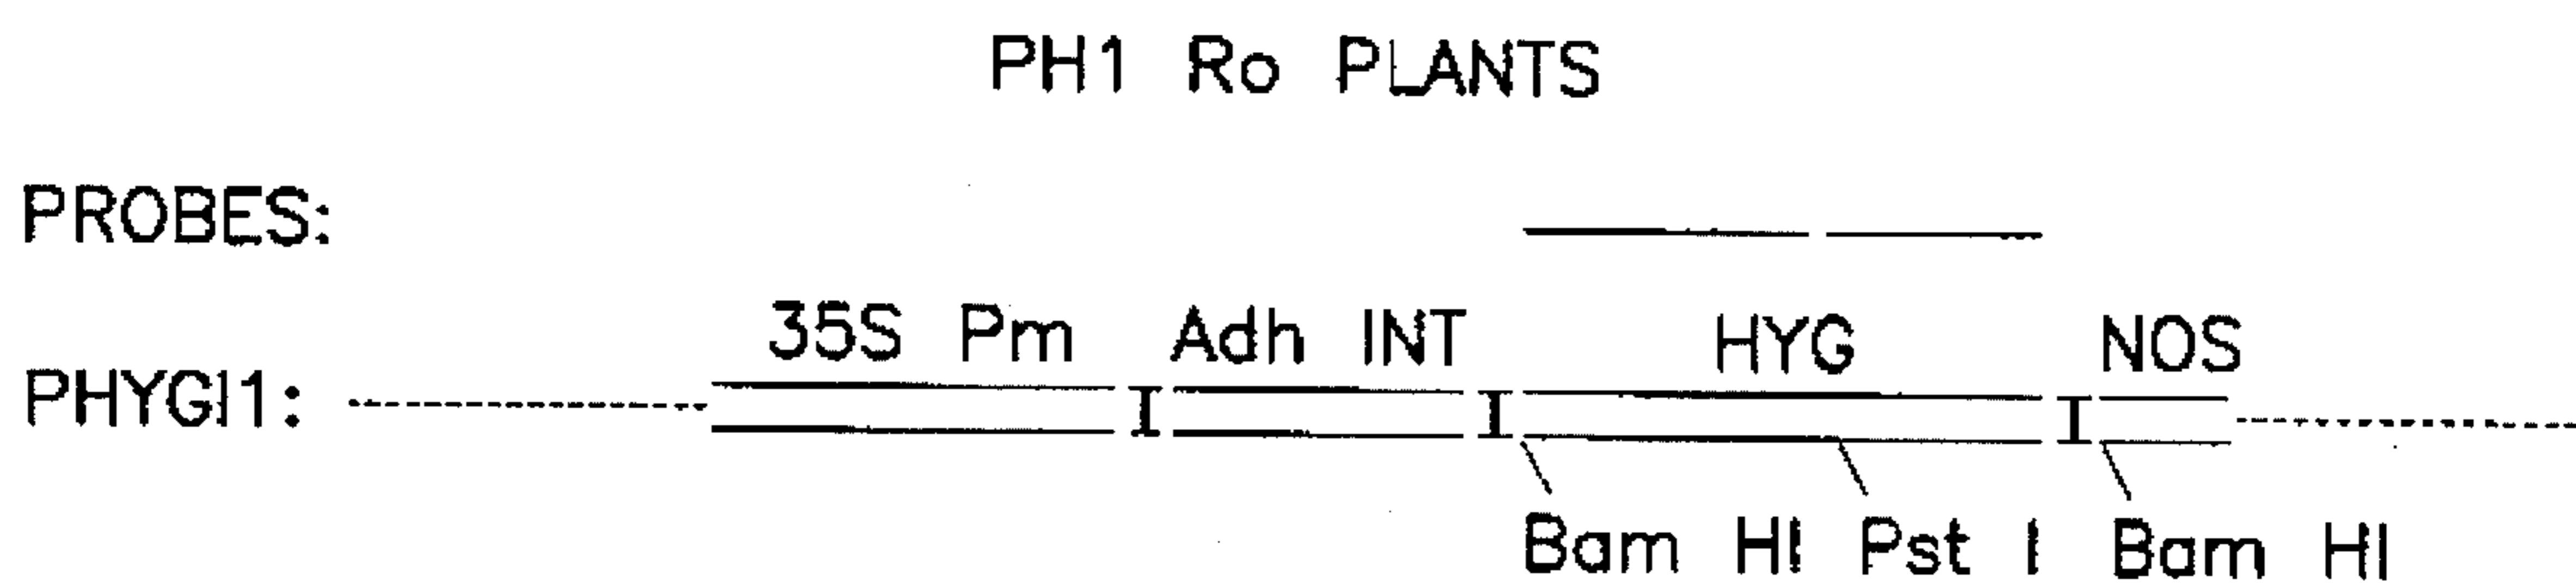 PH1 Ro PLANTS
PROBES:
35S Pm Adh INT HYG NOS
PHYGI1:
Bam HI Pst I Bam HI